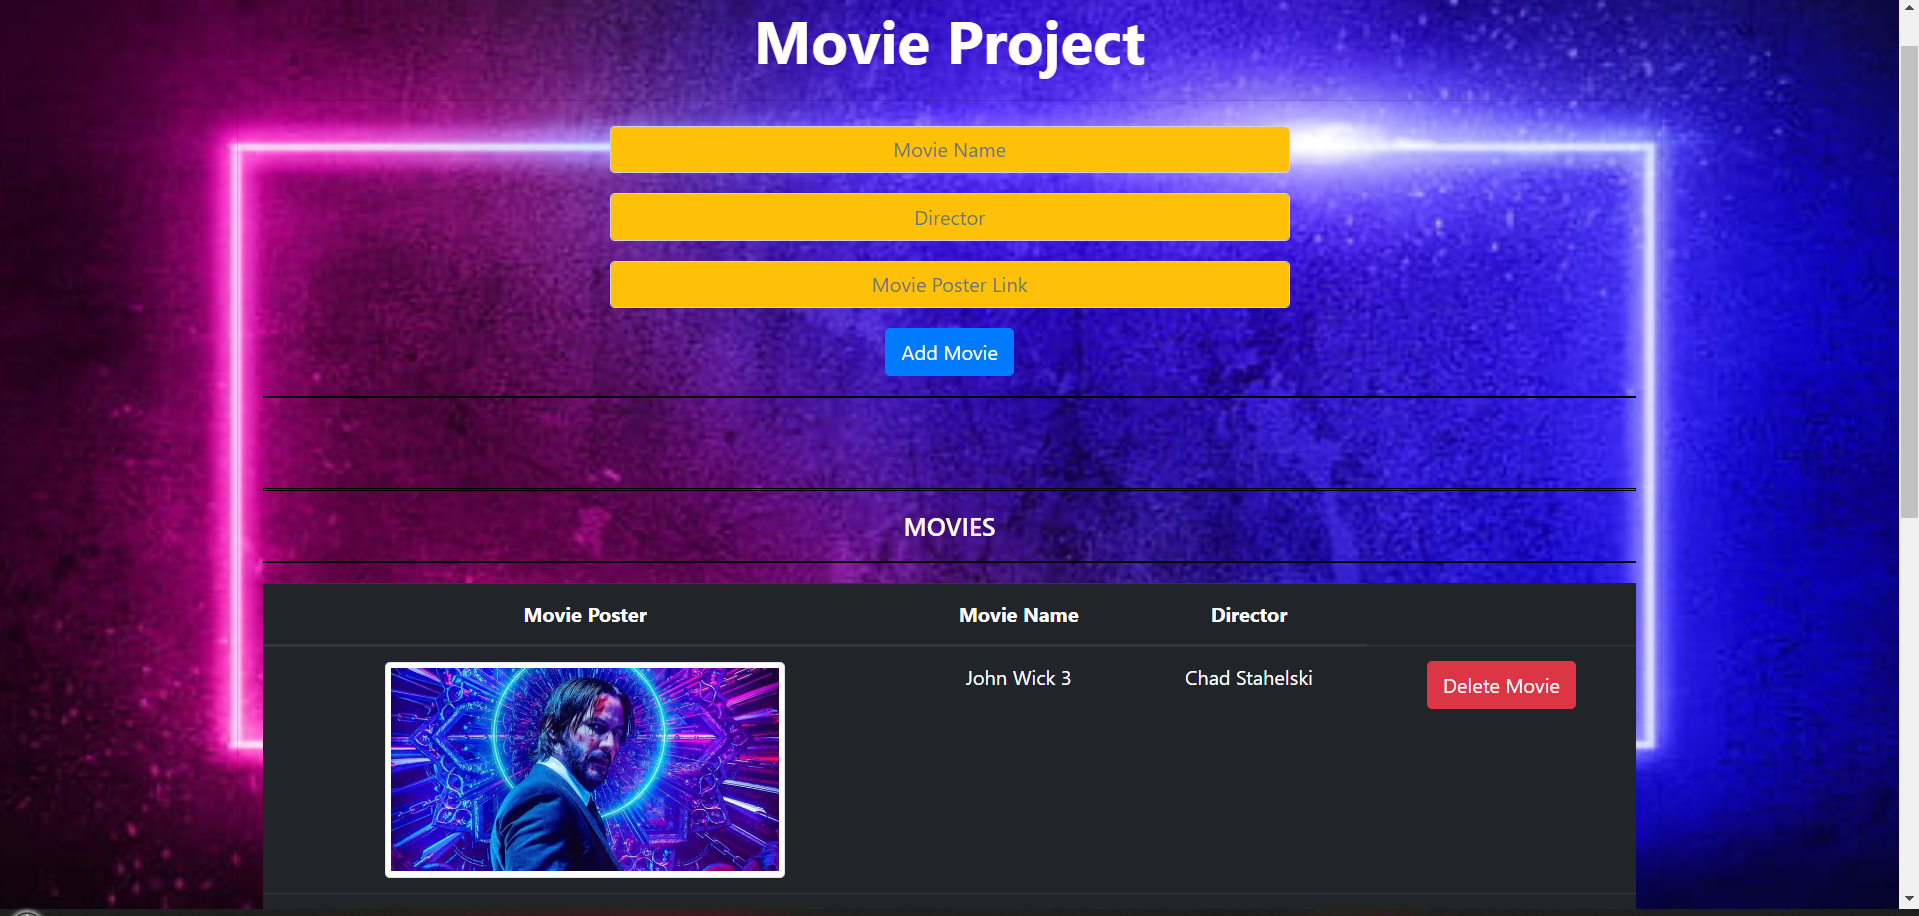 Movie Project
Movie Name
Director
Movie Poster Link
Add Movie
MOVIES
Movie Poster Movie Name Director
John Wick 3 Chad Stahelski Delete Movie